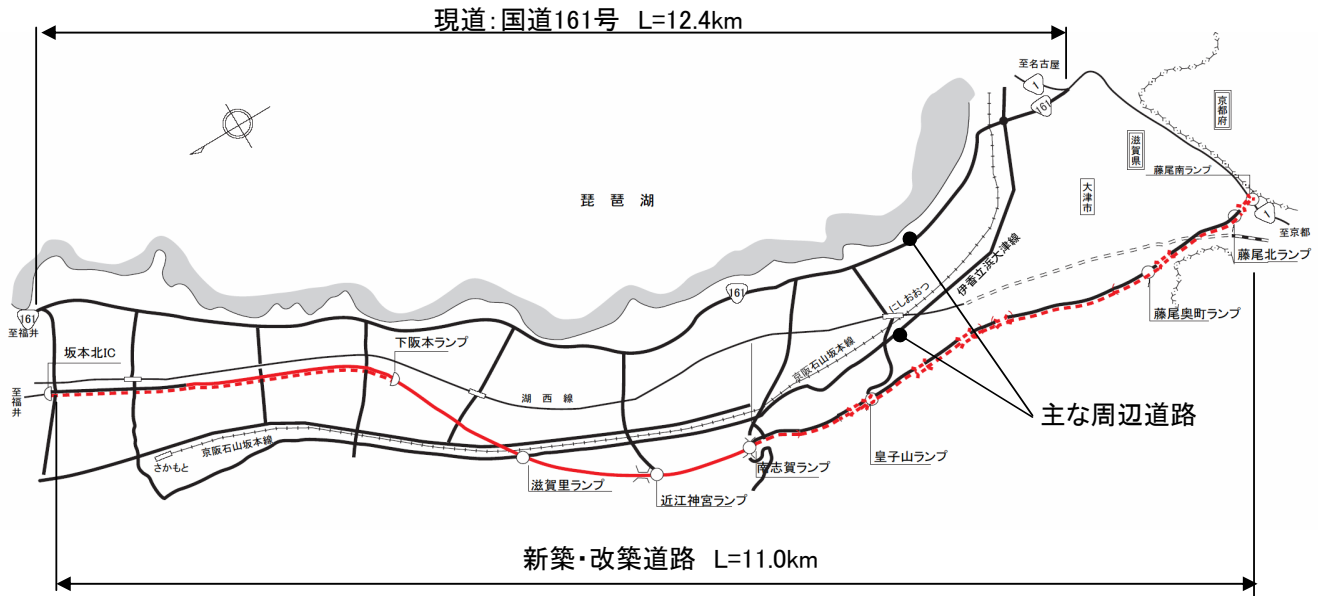 現道：国道161号 L=12.4km
至名古屋
1
161
京都府
滋賀県
藤尾南ランプ
大津市
琵琶湖
1
至京都
藤尾北ランプ
伊香立浜大津線
にしおおつ
藤尾奥町ランプ
161
161
至福井
坂本北IC
下阪本ランプ
京阪石山坂本線
主な周辺道路
至福井
湖西線
京阪石山坂本線
さかもと
滋賀里ランプ
近江神宮ランプ
南志賀ランプ
皇子山ランプ
新築・改築道路 L=11.0km